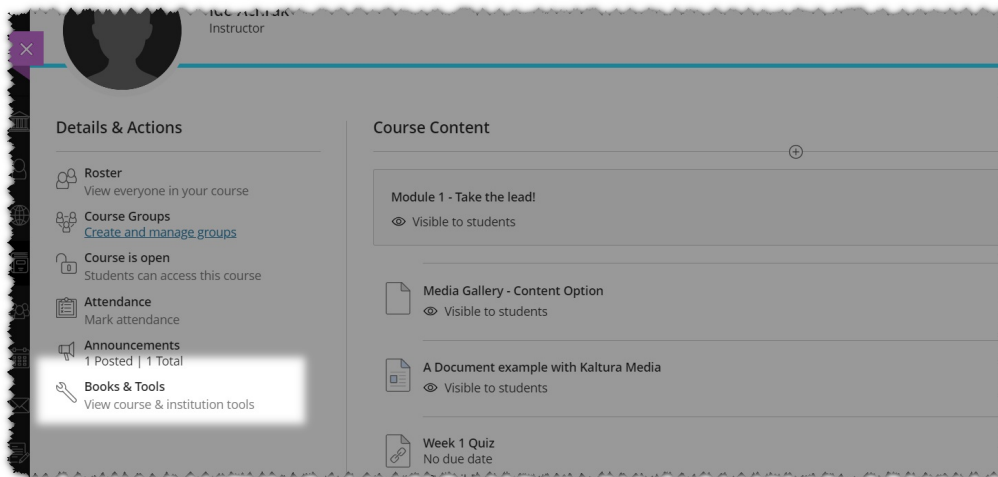 Instructor
Details & Actions
Roster
View everyone in your course
Course Groups
Create and manage groups
Course is open
Students can access this course
Attendance
Mark attendance
Announcements
1 Posted | 1 Total
Books & Tools
View course & institution tools
Course Content
Module 1 - Take the lead!
Visible to students
Media Gallery - Content Option
Visible to students
A Document example with Kaltura Media
Visible to students
Week 1 Quiz
No due date